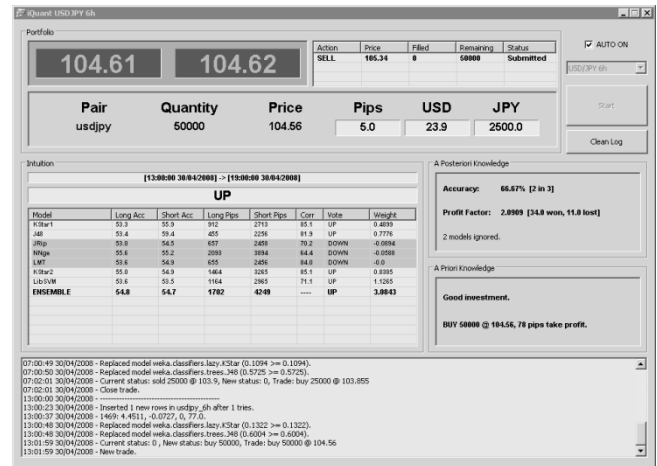 iQuant USDJPY 6h
Portfolio
104.61 104.62
Action Price Filled Remaining Status
SELL 105.34 0 50000 Submitted
AUTO ON
USD/JPY 6h
Start
Clean Log
Pair Quantity Price Pips USD JPY
usdjpy 50000 104.56 5.0 23.9 2500.0
Intuition
[13:00:00 30/04/2008] -> [19:00:00 30/04/2008]
UP
Model Long Acc Short Acc Long Pips Short Pips Corr Vote Weight
KStar1 53.3 55.9 912 2713 85.1 UP 0.4899
J48 53.4 59.4 455 2256 81.9 UP 0.7776
JRip 53.8 54.5 657 2458 70.2 DOWN -0.0694
NNge 55.6 55.2 2093 3894 64.4 DOWN -0.0588
LMT 53.6 54.9 655 2456 84.0 DOWN -0.0
KStar2 55.0 54.9 1464 3265 85.1 UP 0.8385
LibSVM 53.6 53.5 1164 2965 71.1 UP 1.1265
ENSEMBLE 54.8 54.7 1702 4249 ---- UP 3.0843
A Posteriori Knowledge
Accuracy: 66.67% [2 in 3]
Profit Factor: 2.0909 [34.0 won, 11.0 lost]
2 models ignored.
A Priori Knowledge
Good investment.
BUY 50000 @ 104.56, 78 pips take profit.
07:00:49 30/04/2008 - Replaced model weka.classifiers.lazy.KStar (0.1094 >= 0.1094).
07:00:50 30/04/2008 - Replaced model weka.classifiers.trees.J48 (0.5725 >= 0.5725).
07:02:01 30/04/2008 - Current status: sold 25000 @ 103.9, New status: 0, Trade: buy 25000 @ 103.855
07:02:01 30/04/2008 - Close trade.
13:00:00 30/04/2008 - ----------------------------------------
13:00:23 30/04/2008 - Inserted 1 new rows in usdjpy_6h after 1 tries.
13:00:37 30/04/2008 - 1469: 4.4511, -0.0727, 0, 77.0.
13:00:48 30/04/2008 - Replaced model weka.classifiers.lazy.KStar (0.1322 >= 0.1322).
13:00:48 30/04/2008 - Replaced model weka.classifiers.trees.J48 (0.6004 >= 0.6004).
13:01:59 30/04/2008 - Current status: 0 , New status: buy 50000, Trade: buy 50000 @ 104.56
13:01:59 30/04/2008 - New trade.